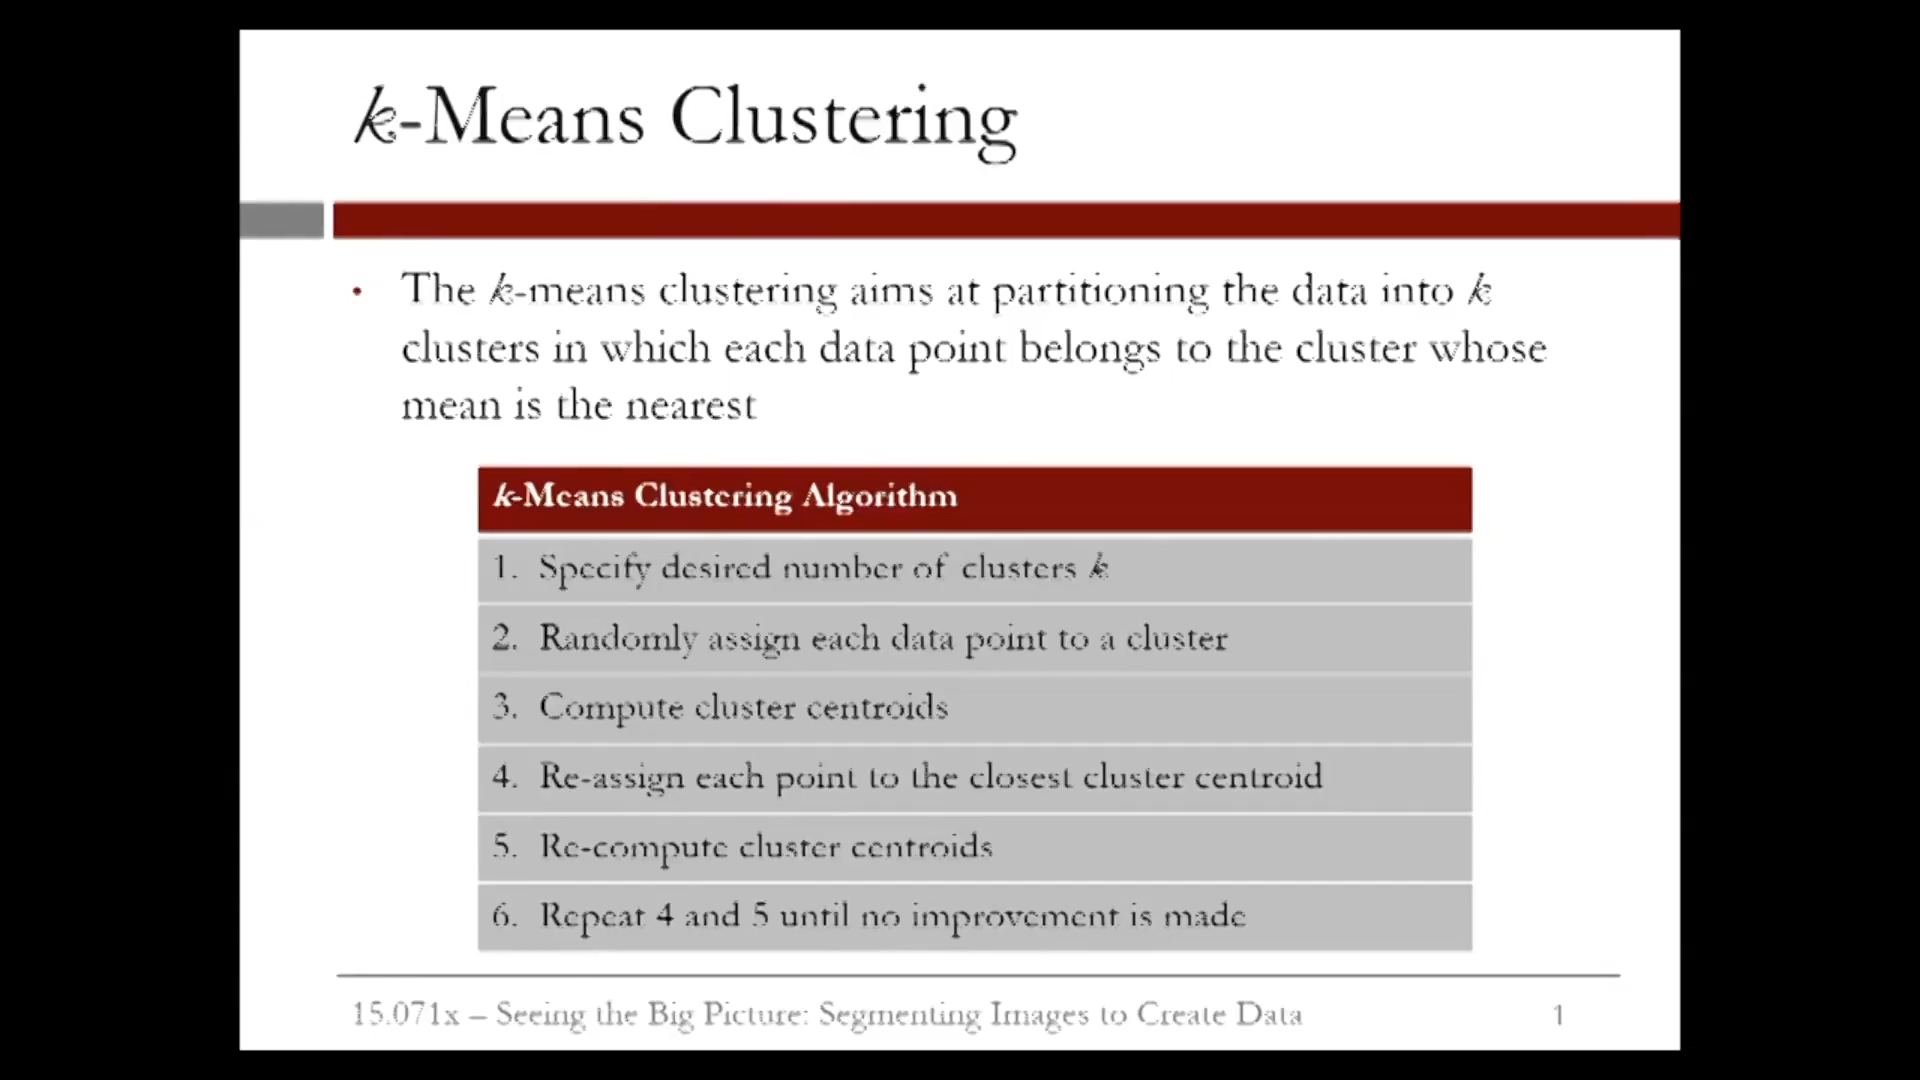 k-Means Clustering
• The k-means clustering aims at partitioning the data into k
clusters in which each data point belongs to the cluster whose
mean is the nearest
k-Means Clustering Algorithm
1. Specify desired number of clusters k
2. Randomly assign each data point to a cluster
3. Compute cluster centroids
4. Re-assign each point to the closest cluster centroid
5. Re-compute cluster centroids
6. Repeat 4 and 5 until no improvement is made
15.071x – Seeing the Big Picture: Segmenting Images to Create Data 1